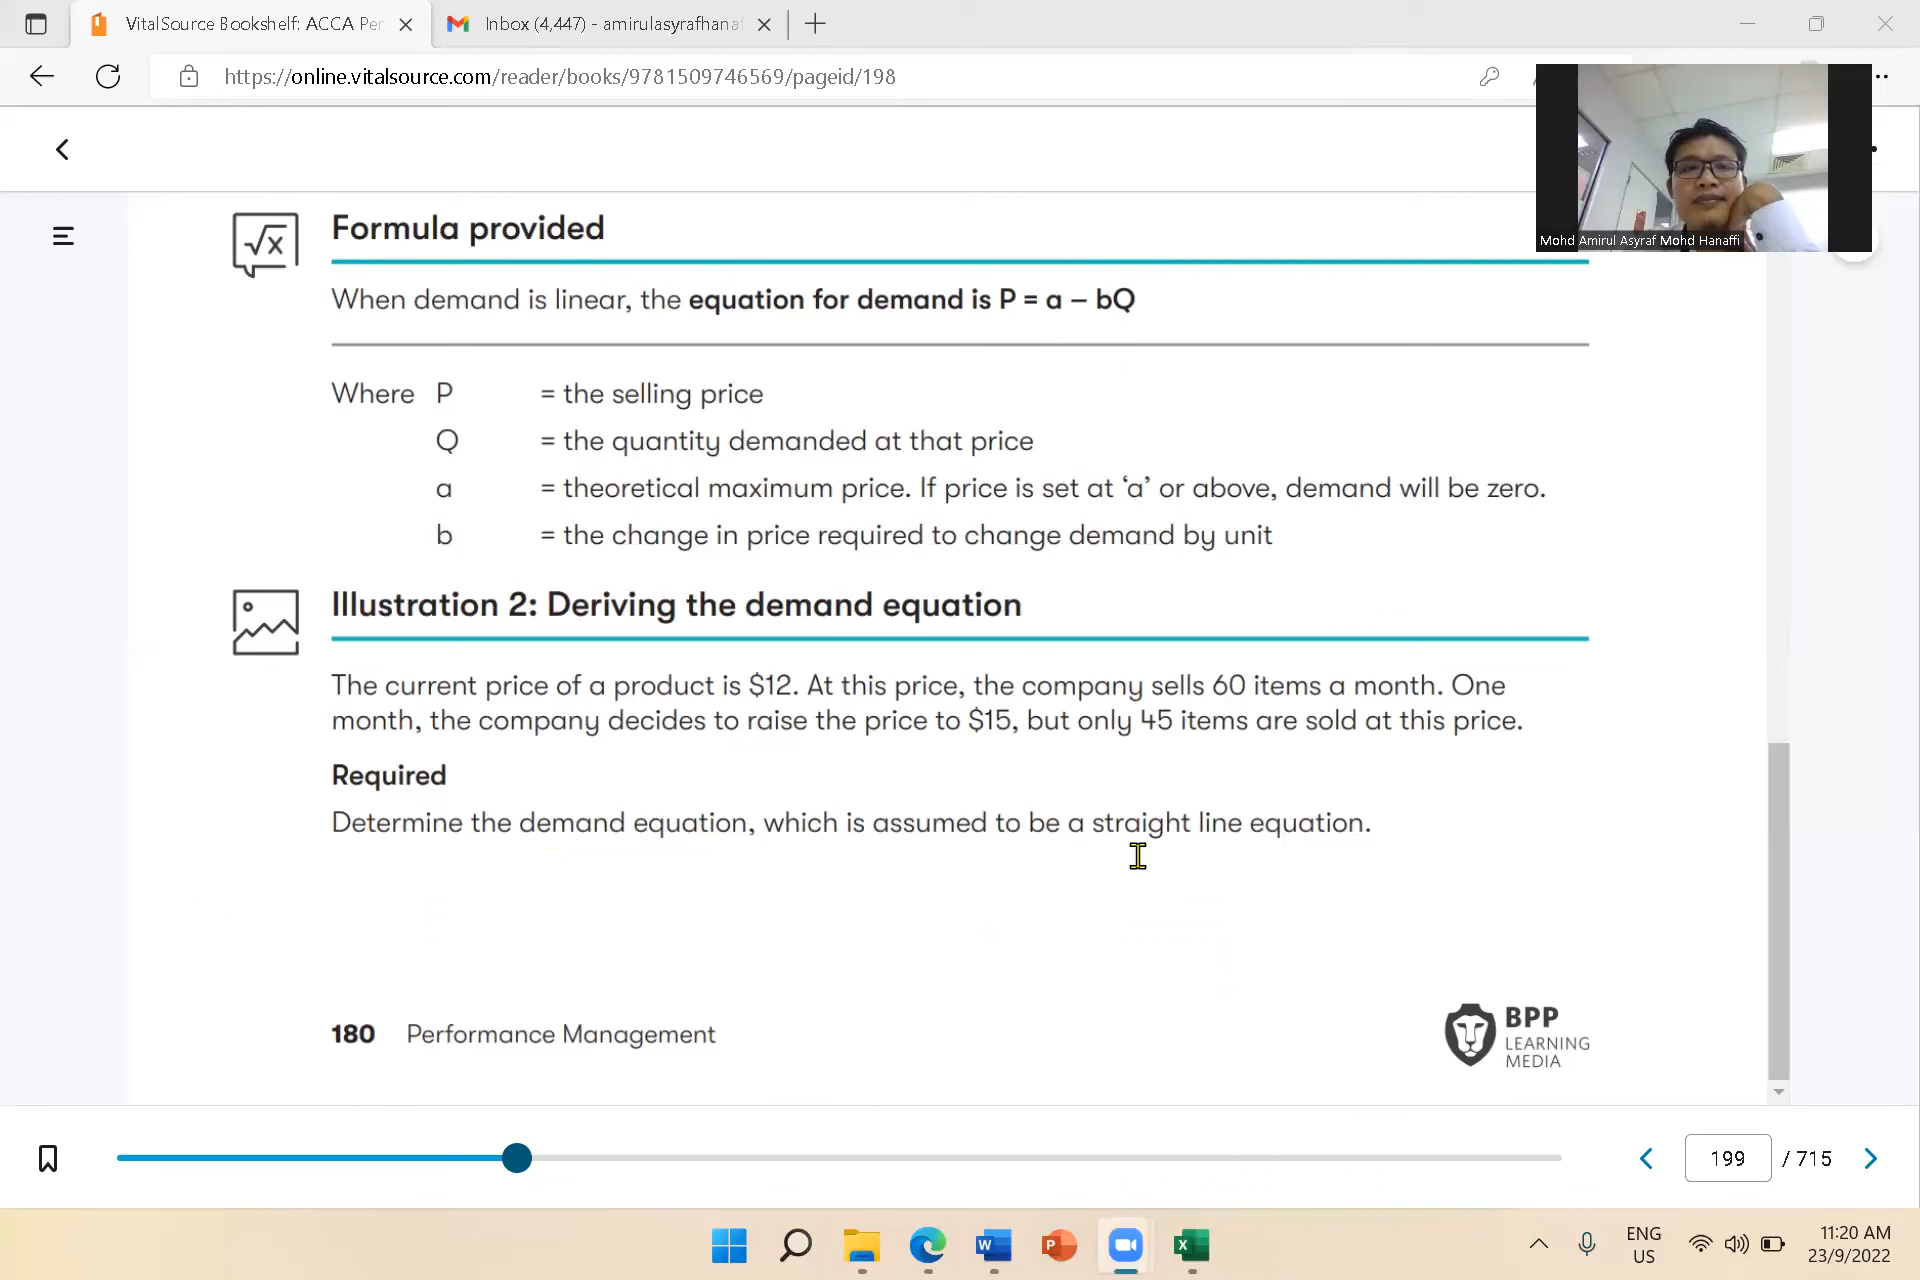 VitalSource Bookshelf: ACCA Per
Inbox (4,447) - amirulasyrafhana
https://online.vitalsource.com/reader/books/9781509746569/pageid/198
Mohd Amirul Asyraf Mohd Hanaffi
√x
Formula provided
When demand is linear, the equation for demand is P = a – bQ
Where P = the selling price
Q = the quantity demanded at that price
a = theoretical maximum price. If price is set at ‘a’ or above, demand will be zero.
b = the change in price required to change demand by unit
Illustration 2: Deriving the demand equation
The current price of a product is $12. At this price, the company sells 60 items a month. One
month, the company decides to raise the price to $15, but only 45 items are sold at this price.
Required
Determine the demand equation, which is assumed to be a straight line equation.
180 Performance Management
BPP
LEARNING
MEDIA
199 / 715
W
P
X
ENG
US
11:20 AM
23/9/2022